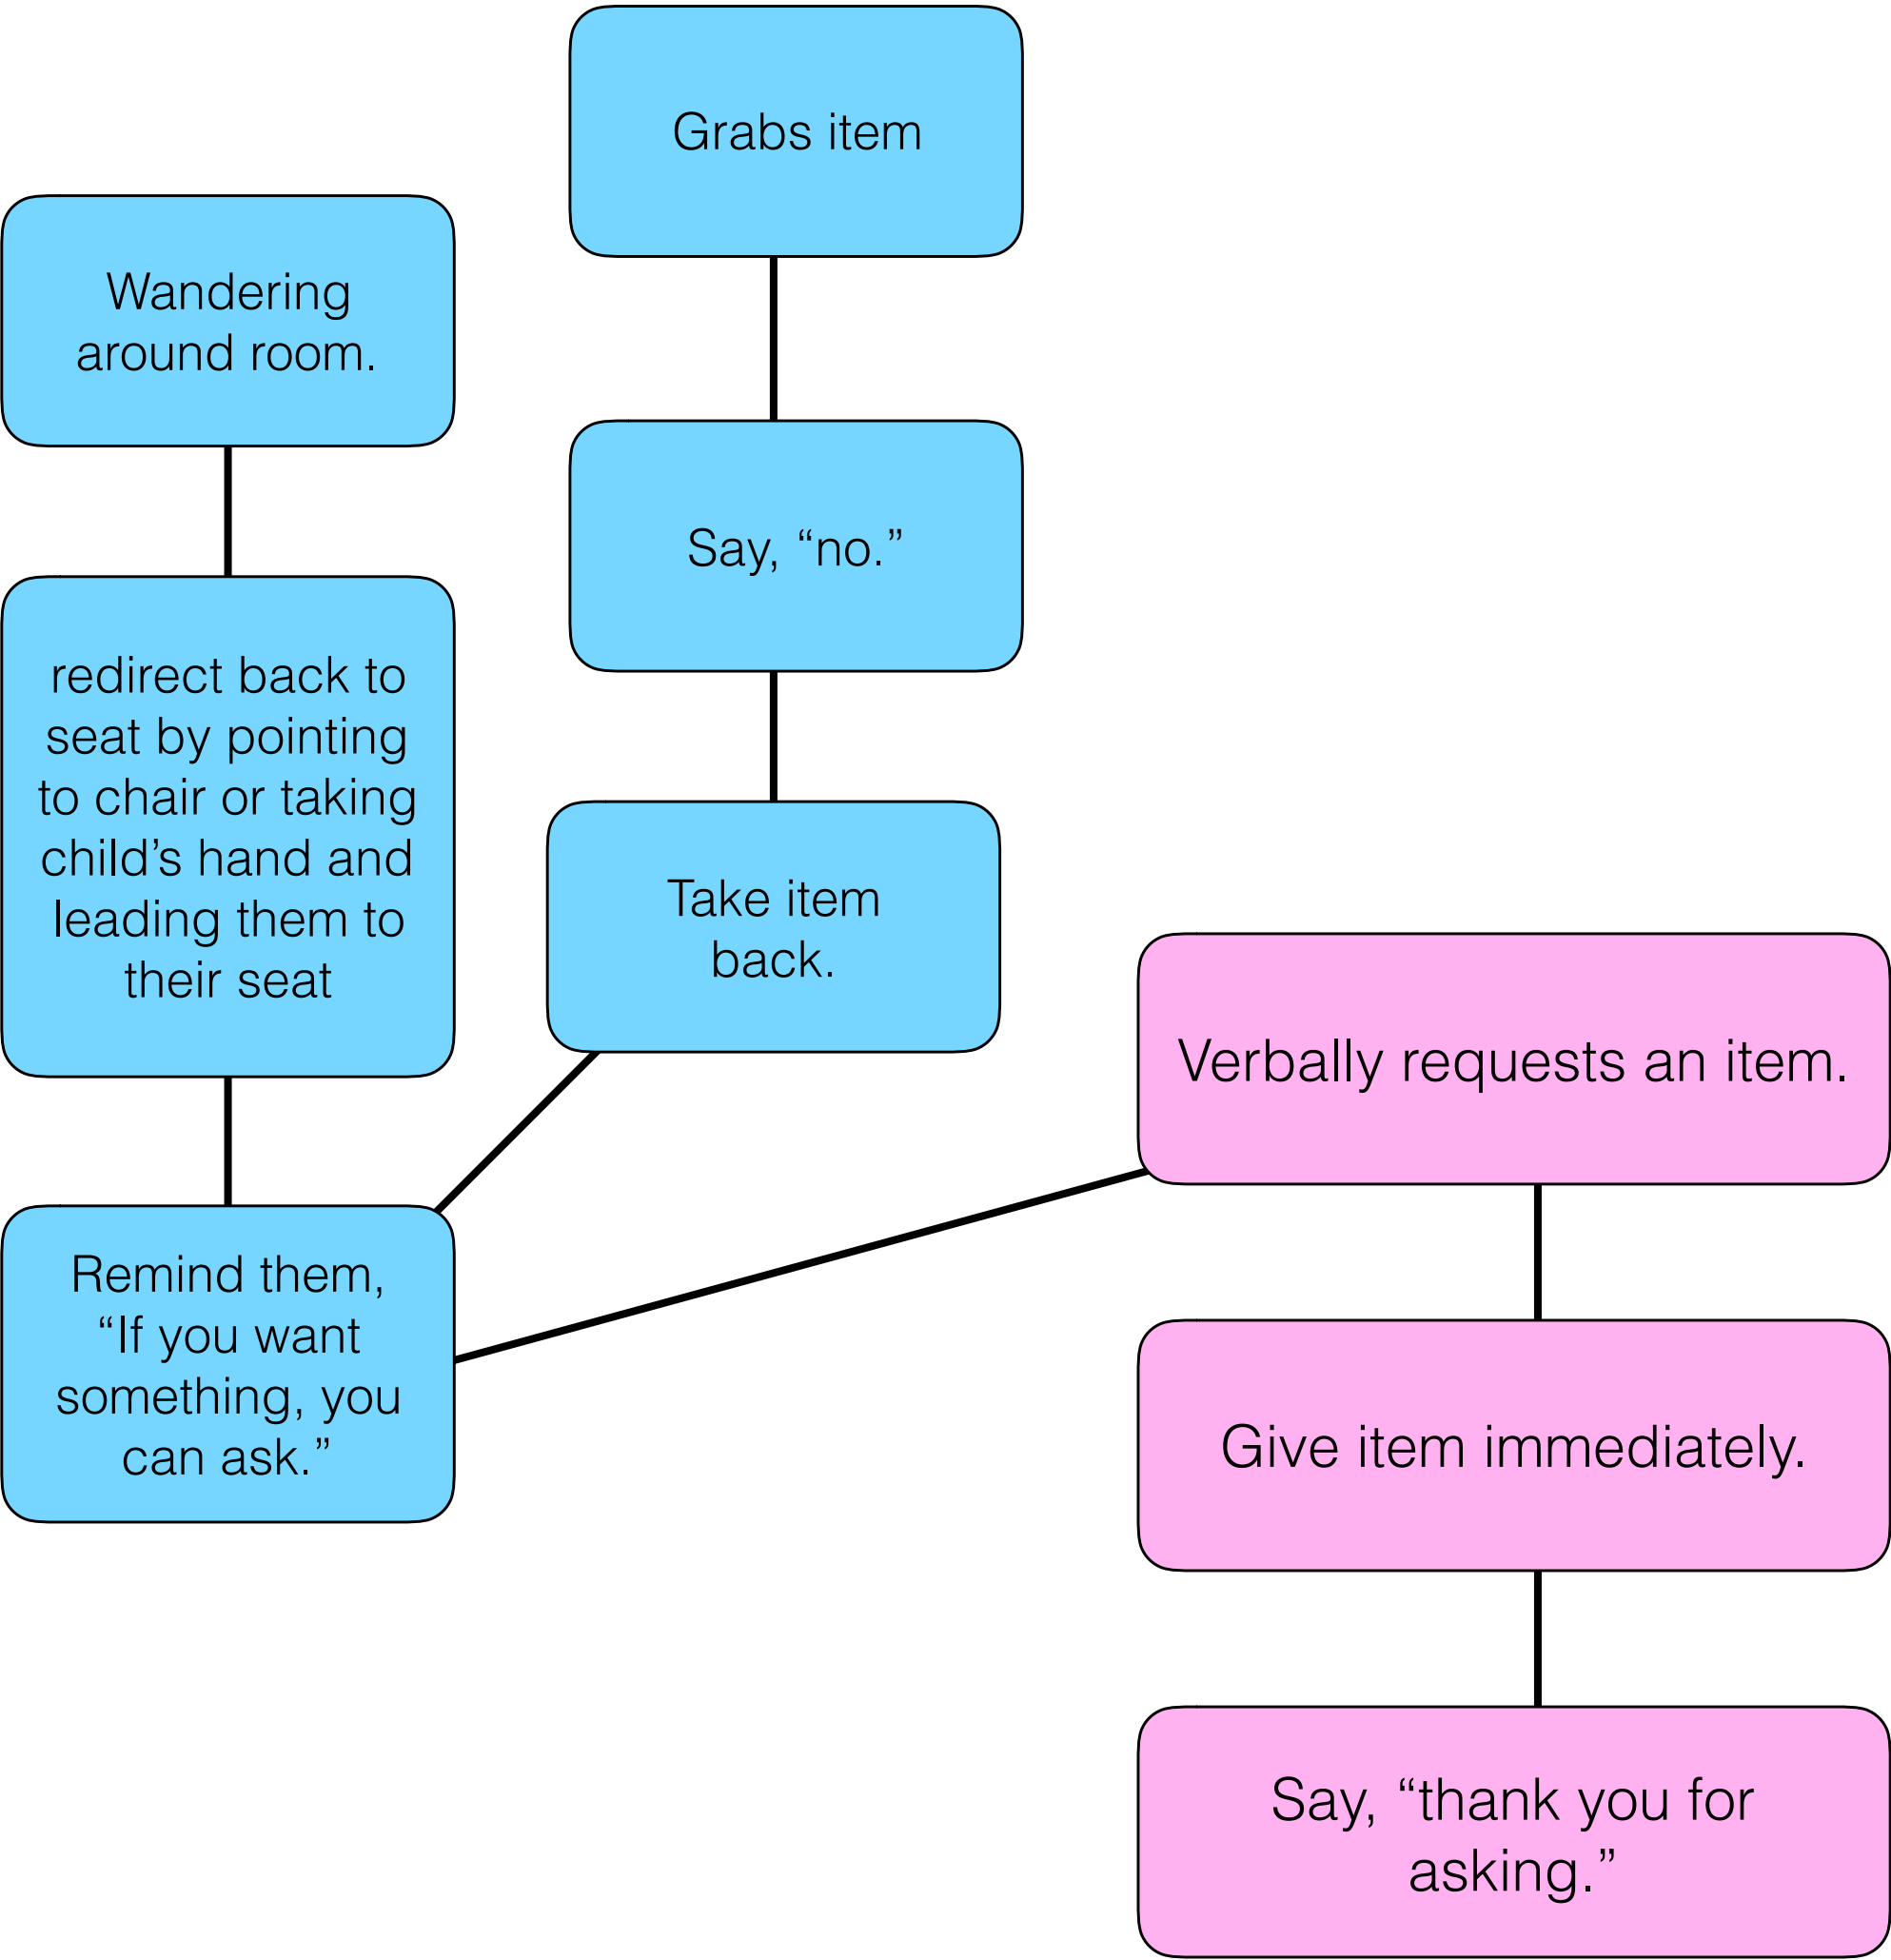 Grabs item
Wandering
around room.
Say, “no.”
redirect back to
seat by pointing
to chair or taking
child’s hand and
leading them to
their seat
Take item
back.
Verbally requests an item.
Remind them,
“If you want
something, you
can ask.”
Give item immediately.
Say, “thank you for
asking.”